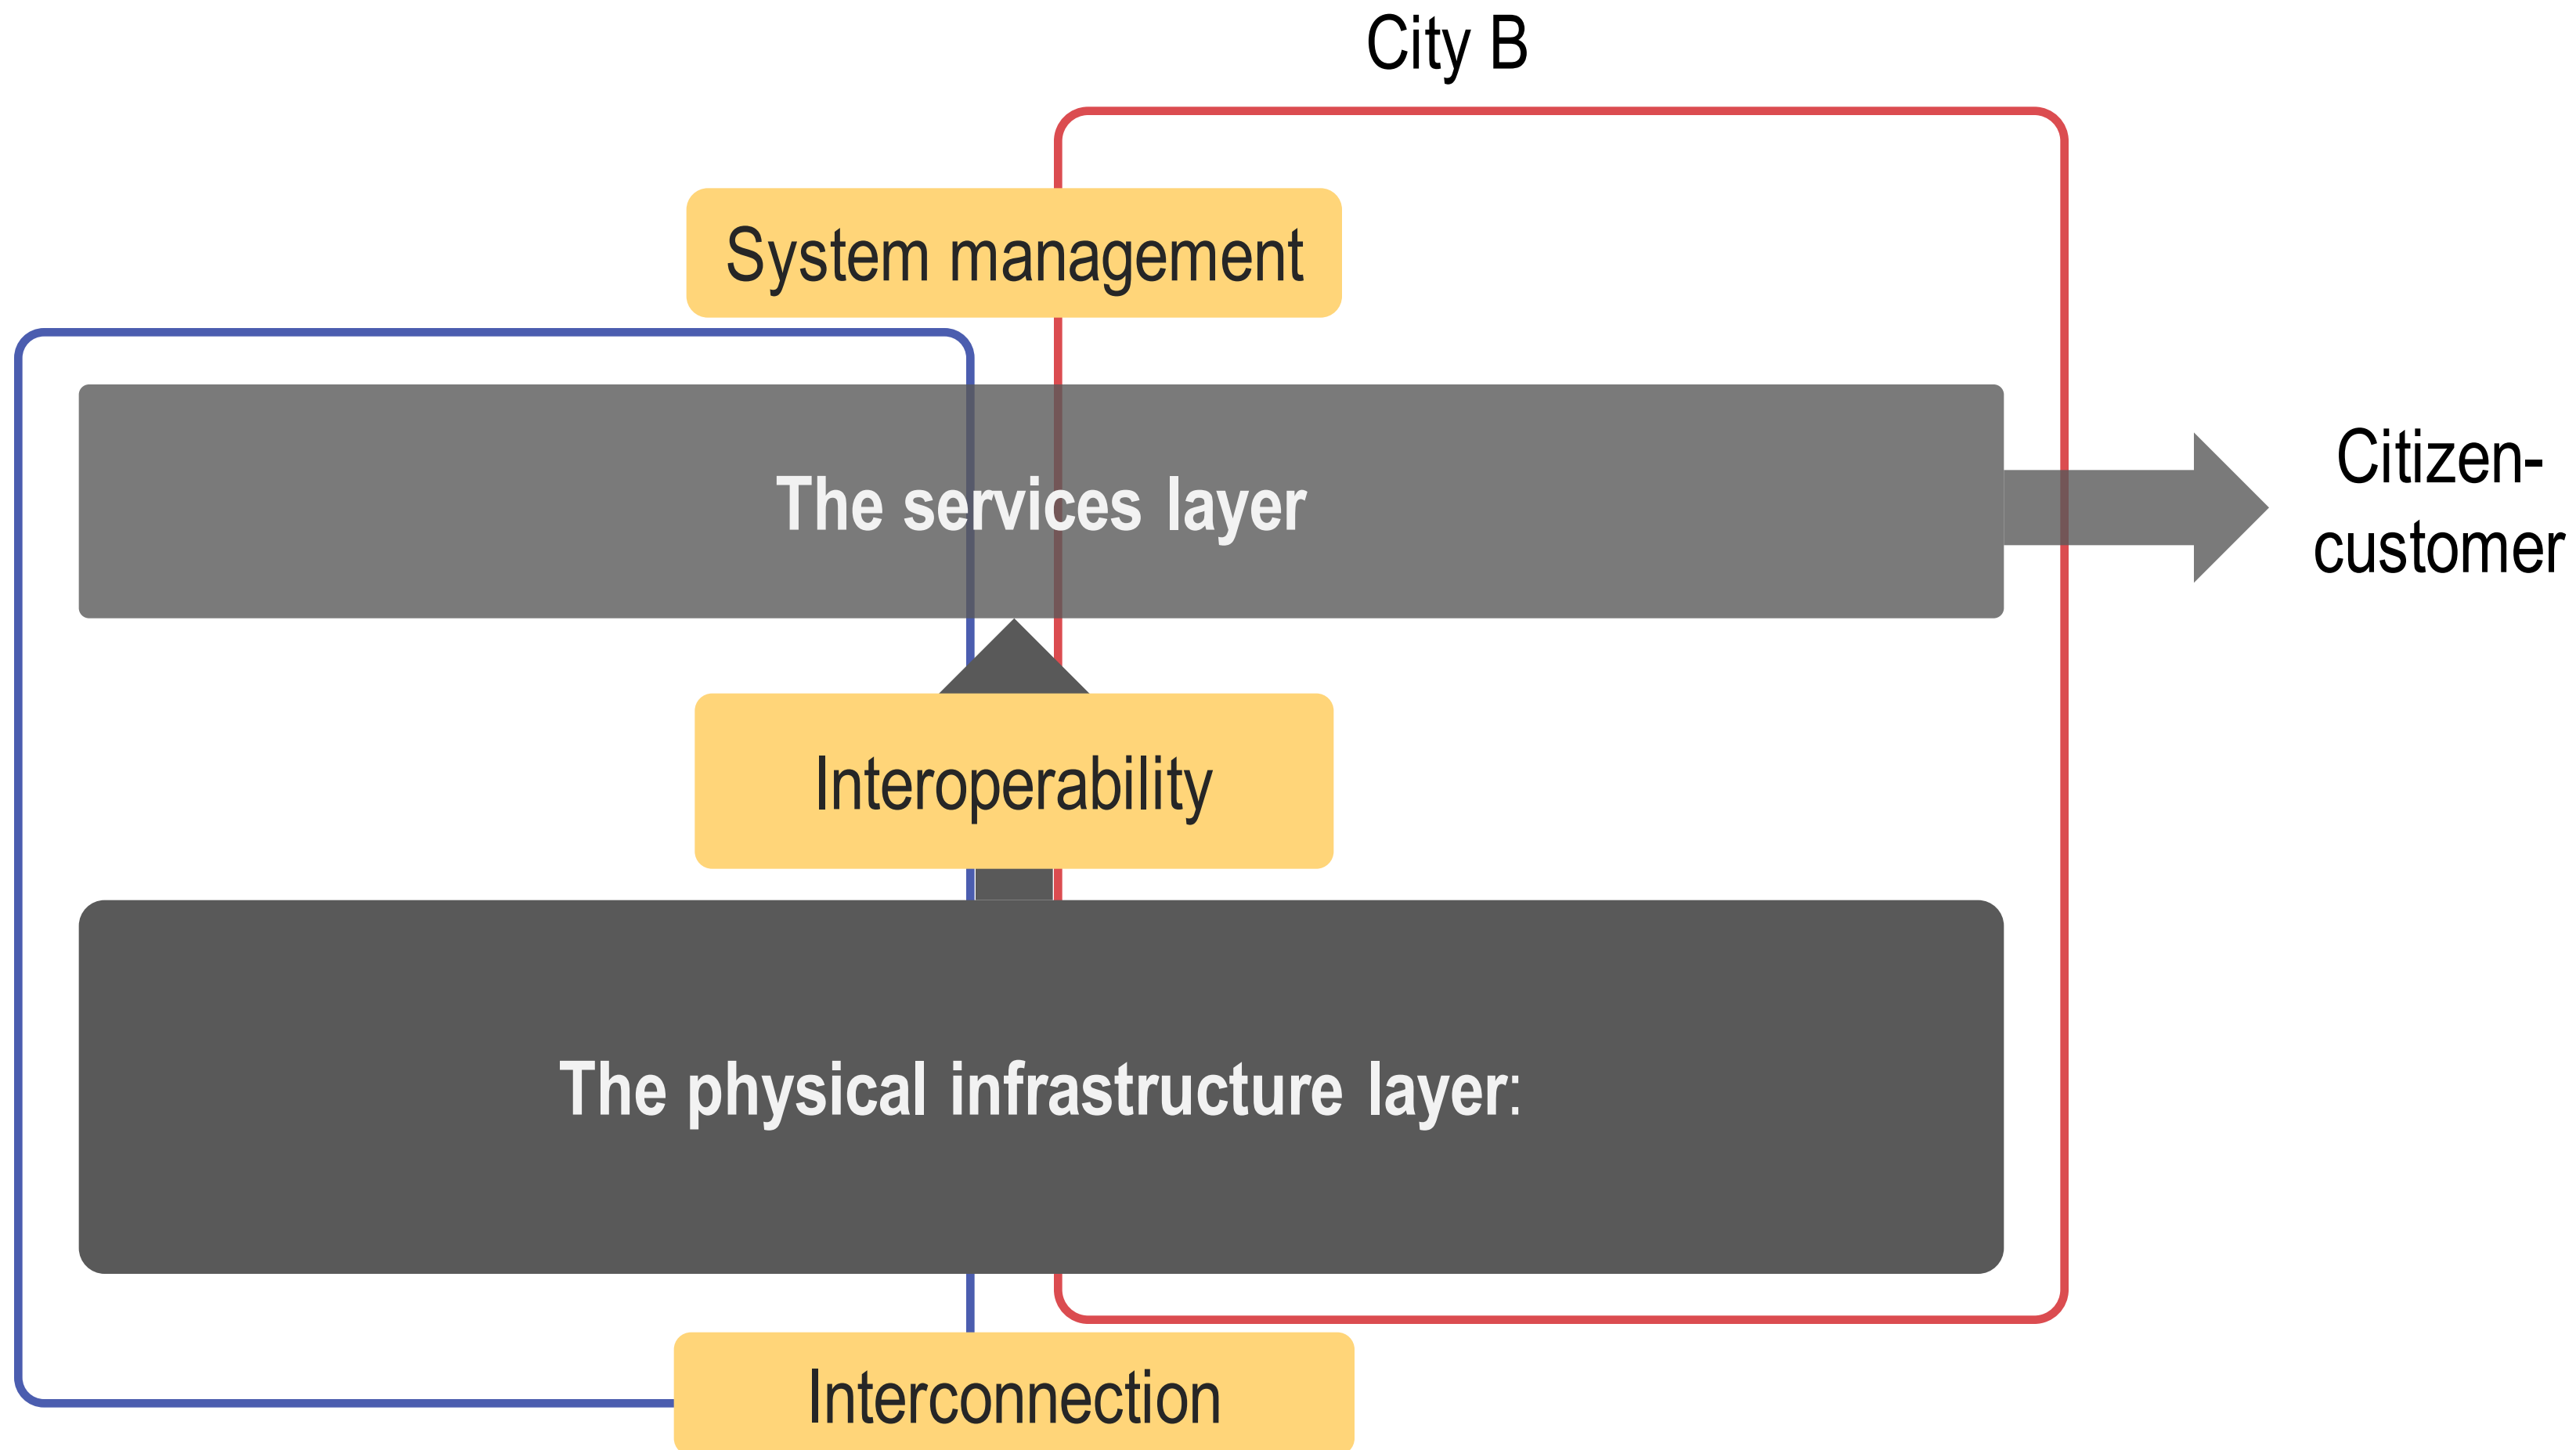 City B
System management
The services layer
Citizen-
customer
Interoperability
The physical infrastructure layer:
Interconnection